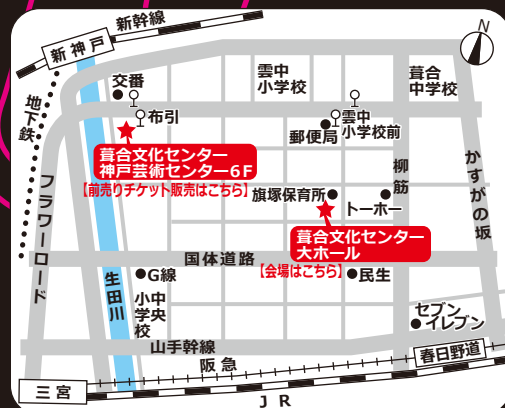 新幹線
新神戸
N
交番
雲中
小学校
葺合
中学校
地下鉄
布引
雲中
小学校前
郵便局
葺合文化センター
神戸芸術センター6F
【前売りチケット販売はこちら】
柳筋
かすがの坂
フラワーロード
旗塚保育所
トーホー
葺合文化センター
大ホール
【会場はこちら】
国体道路
生田川
G線
民生
中央
小学校
セブン
イレブン
山手幹線
阪急
春日野道
三宮
JR